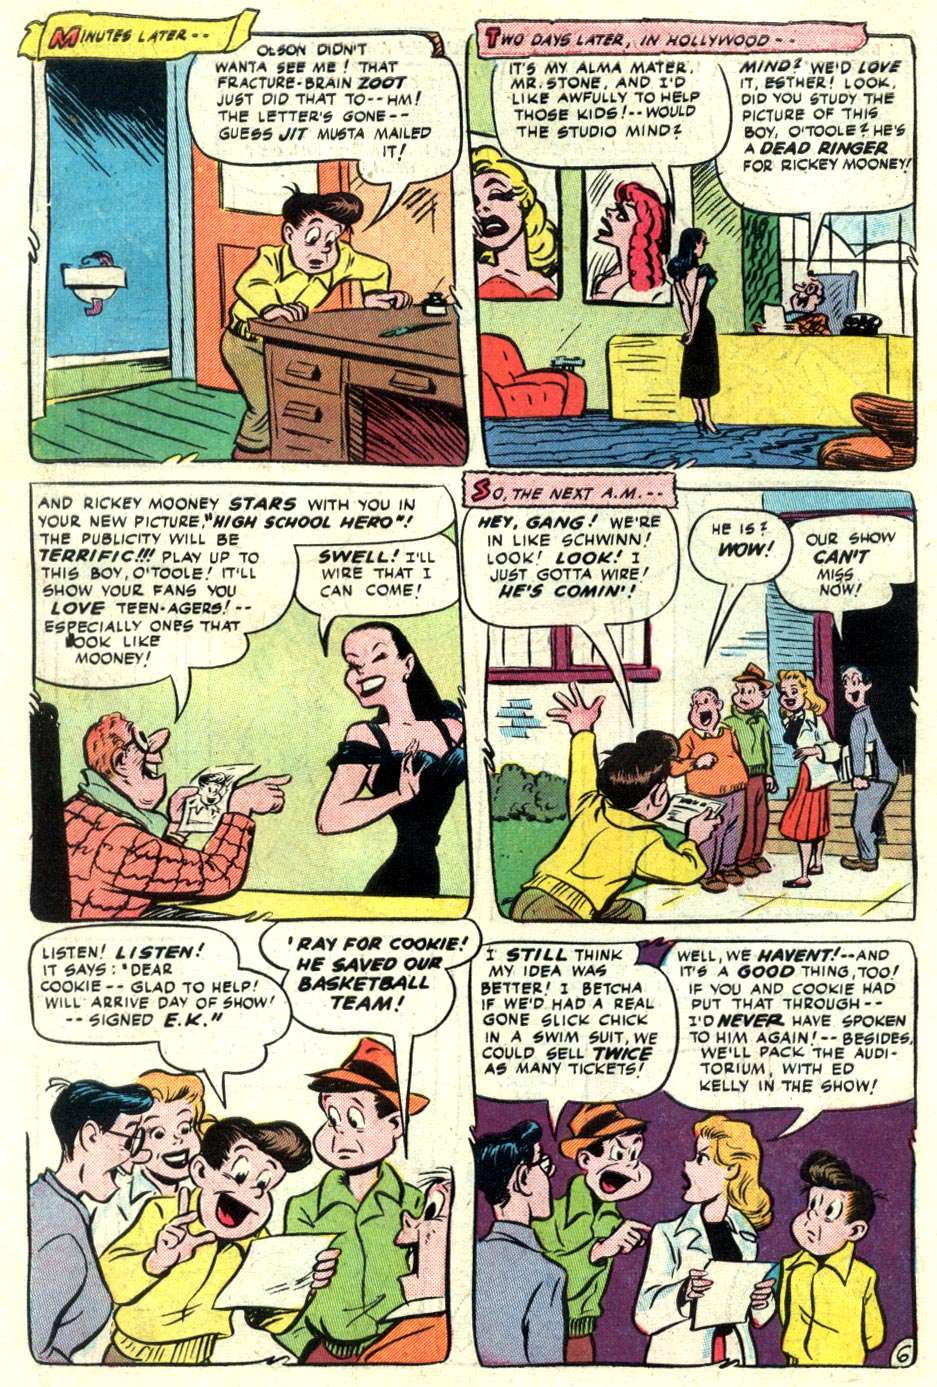 MINUTES LATER--
OLSON DIDN'T
WANTA SEE ME! THAT
FRACTURE-BRAIN ZOOT
JUST DID THAT TO--HM!
THE LETTER'S GONE--
GUESS JIT MUSTA MAILED
IT!
TWO DAYS LATER, IN HOLLYWOOD--
IT'S MY ALMA MATER,
MR. STONE, AND I'D
LIKE AWFULLY TO HELP
THOSE KIDS!--WOULD
THE STUDIO MIND?
MIND? WE'D LOVE
IT, ESTHER! LOOK,
DID YOU STUDY THE
PICTURE OF THIS
BOY, O'TOOLE? HE'S
A DEAD RINGER
FOR RICKEY MOONEY!
AND RICKEY MOONEY STARS WITH YOU IN
YOUR NEW PICTURE, "HIGH SCHOOL HERO"!
THE PUBLICITY WILL BE
TERRIFIC!!! PLAY UP TO
THIS BOY, O'TOOLE! IT'LL
SHOW YOUR FANS YOU
LOVE TEEN-AGERS!--
ESPECIALLY ONES THAT
LOOK LIKE
MOONEY!
SWELL! I'LL
WIRE THAT I
CAN COME!
SO, THE NEXT A.M.--
HEY, GANG! WE'RE
IN LIKE SCHWINN!
LOOK! LOOK! I
JUST GOTTA WIRE!
HE'S COMIN'!
HE IS?
WOW!
OUR SHOW
CAN'T
MISS
NOW!
LISTEN! LISTEN!
IT SAYS: "DEAR
COOKIE--GLAD TO HELP!
WILL ARRIVE DAY OF SHOW!
--SIGNED E.K."
'RAY FOR COOKIE!
HE SAVED OUR
BASKETBALL
TEAM!
I STILL THINK
MY IDEA WAS
BETTER! I BETCHA
IF WE'D HAD A REAL
GONE SLICK CHICK
IN A SWIM SUIT, WE
COULD SELL TWICE
AS MANY TICKETS!
WELL, WE HAVEN'T!--AND
IT'S A GOOD THING, TOO!
IF YOU AND COOKIE HAD
PUT THAT THROUGH--
I'D NEVER HAVE SPOKEN
TO HIM AGAIN!--BESIDES,
WE'LL PACK THE AUDI-
TORIUM, WITH ED
KELLY IN THE SHOW!
6